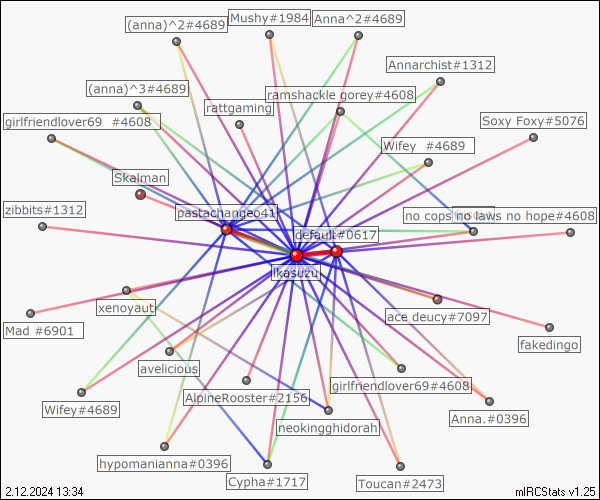 (anna)^2#4689
Mushy#1984
Anna^2#4689
Annarchist#1312
(anna)^3#4689
ramshackle gorey#4608
rattgaming
girlfriendlover69 #4608
Soxy Foxy#5076
Wifey #4689
Skalman
zibbits#1312
pastachangeo41
no cops no laws no hope#4608
default#0617
ikasuzu
xenoyaut
ace deucy#7097
Mad #6901
fakedingo
avelicious
girlfriendlover69#4608
AlpineRooster#2156
Wifey#4689
Anna.#0396
neokingghidorah
hypomanianna#0396
Cypha#1717
Toucan#2473
2.12.2024 13:34
mIRCStats v1.25